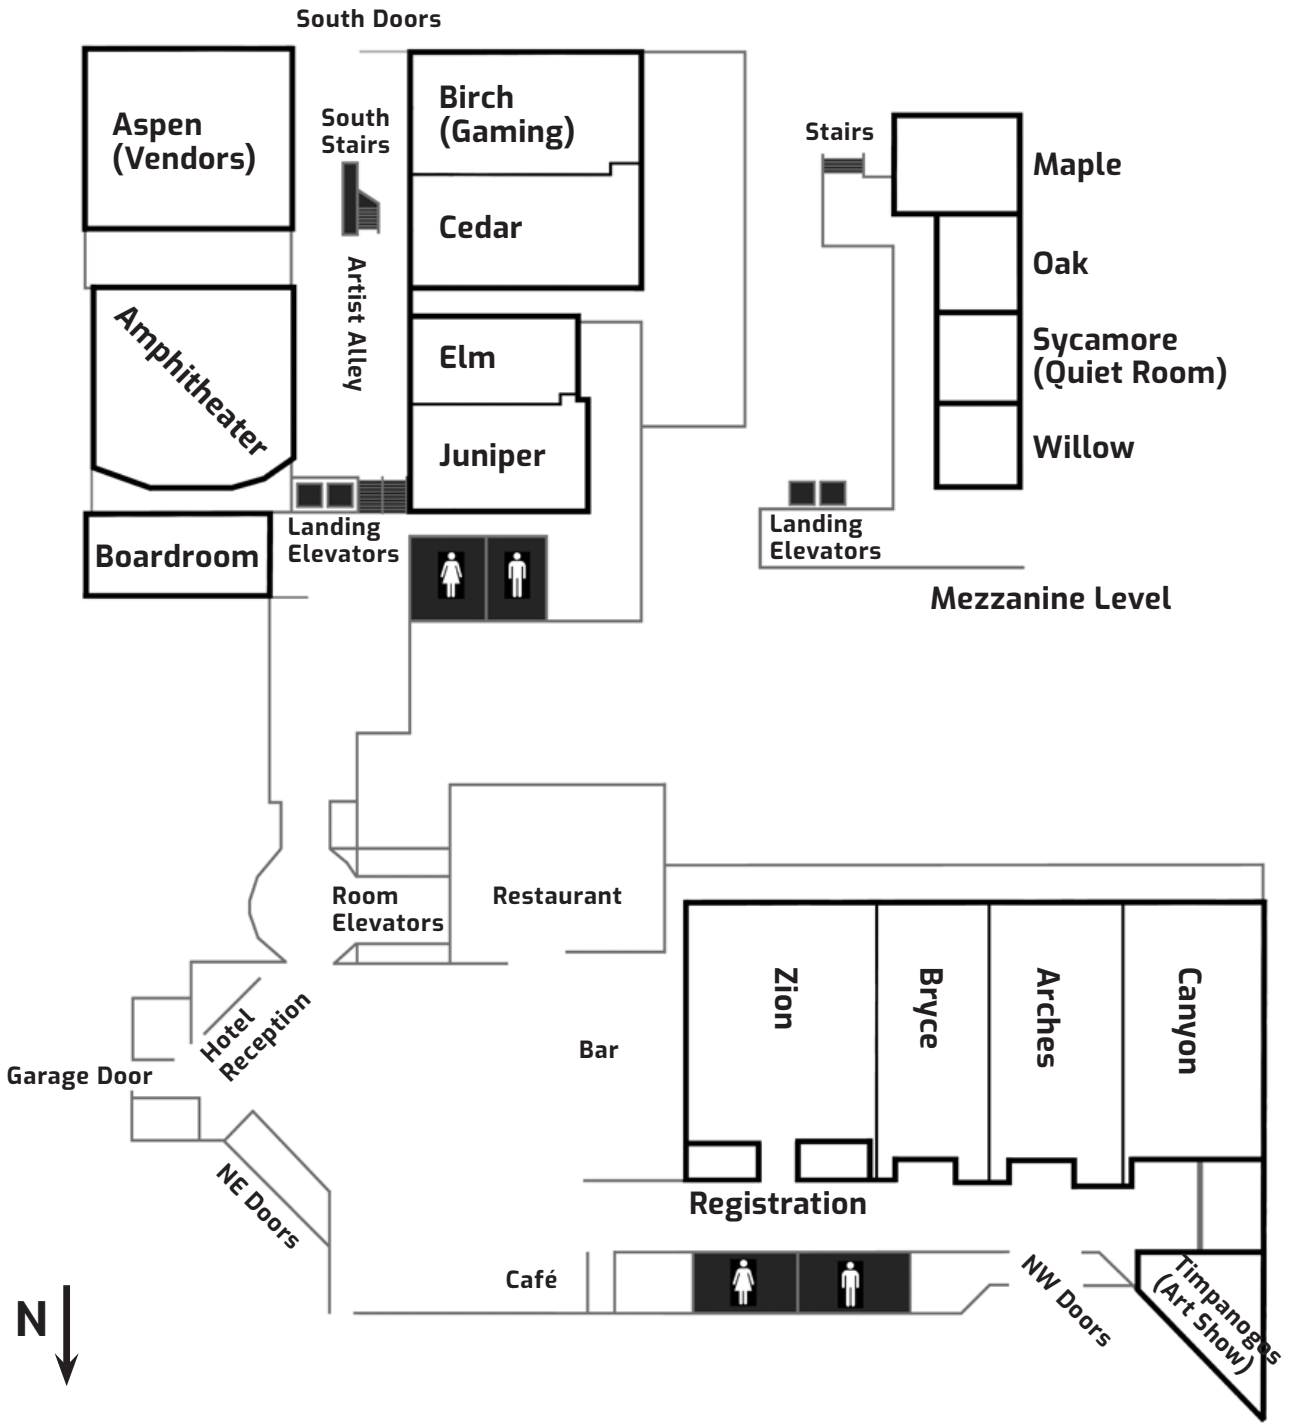 South Doors
Aspen
(Vendors)
South
Stairs
Birch
(Gaming)
Cedar
Stairs
Maple
Oak
Sycamore
(Quiet Room)
Willow
Artist Alley
Amphitheater
Elm
Juniper
Landing
Elevators
Boardroom
Landing
Elevators
Mezzanine Level
Room
Elevators
Restaurant
Zion
Bryce
Arches
Canyon
Hotel
Reception
Bar
Garage Door
NE Doors
Registration
Café
NW Doors
Timpanogos
(Art Show)
N